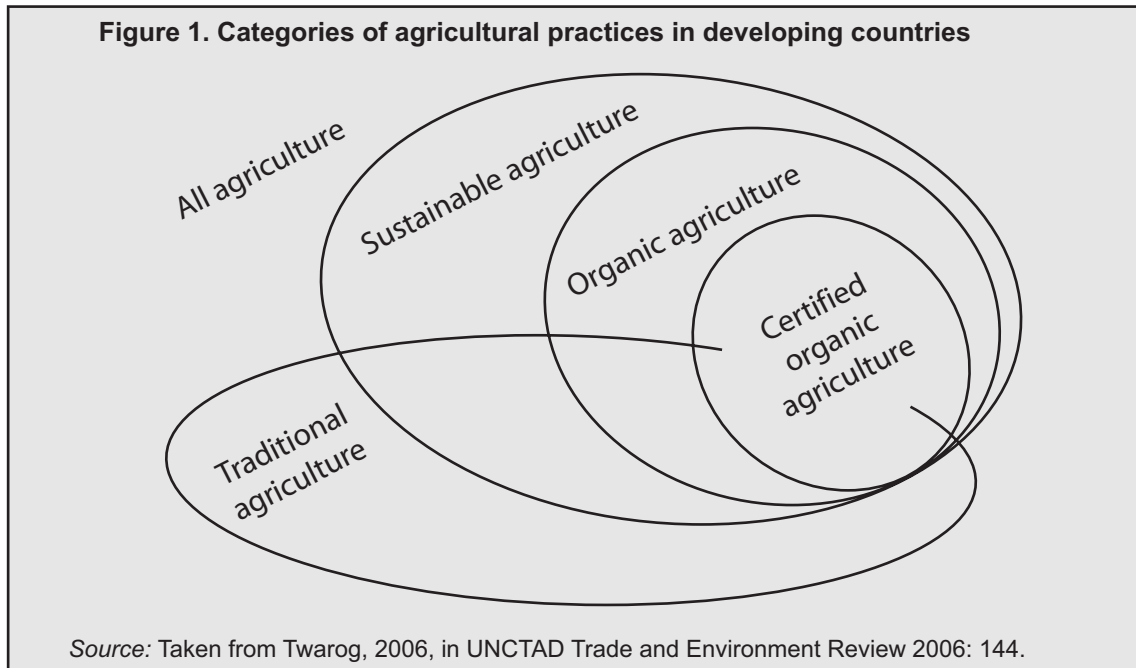 Figure 1. Categories of agricultural practices in developing countries
All agriculture
Sustainable agriculture
Organic agriculture
Certified
organic
agriculture
Traditional
agriculture
Source: Taken from Twarog, 2006, in UNCTAD Trade and Environment Review 2006: 144.